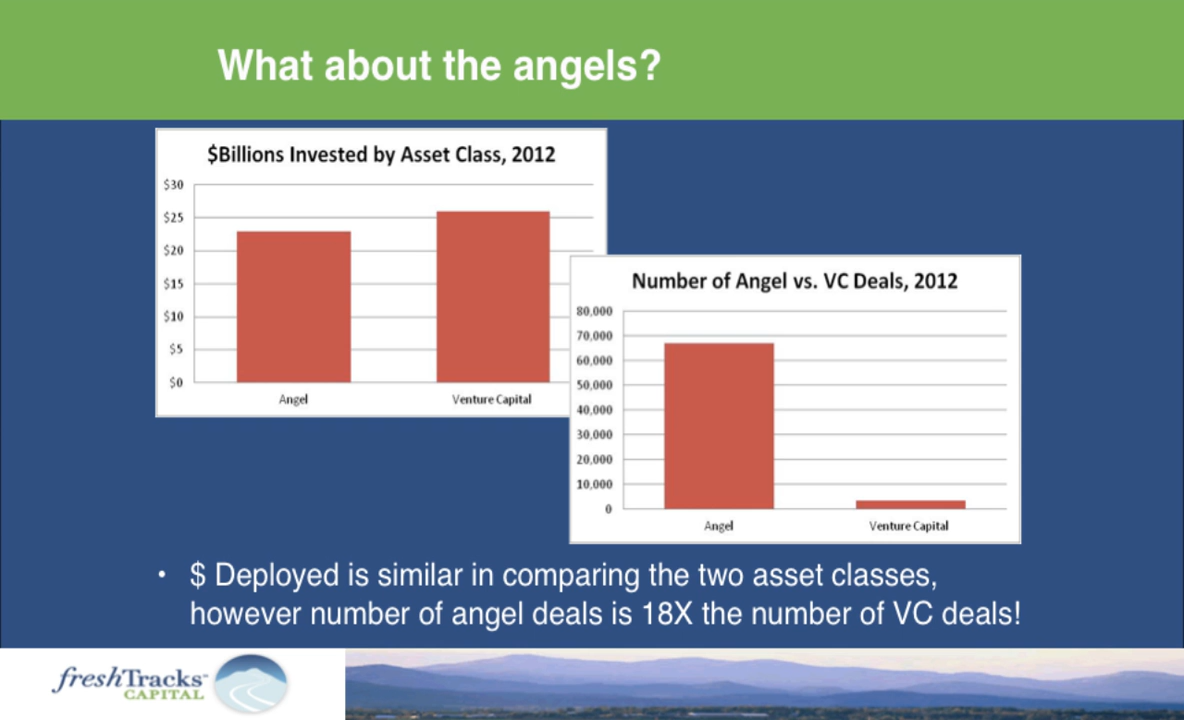 What about the angels?
$Billions Invested by Asset Class, 2012
$30
$25
$20
$15
$10
$5
$0
Angel
Venture Capital
Number of Angel vs. VC Deals, 2012
80,000
70,000
60,000
50,000
40,000
30,000
20,000
10,000
0
Angel
Venture Capital
• $ Deployed is similar in comparing the two asset classes,
however number of angel deals is 18X the number of VC deals!
freshTracks™
CAPITAL